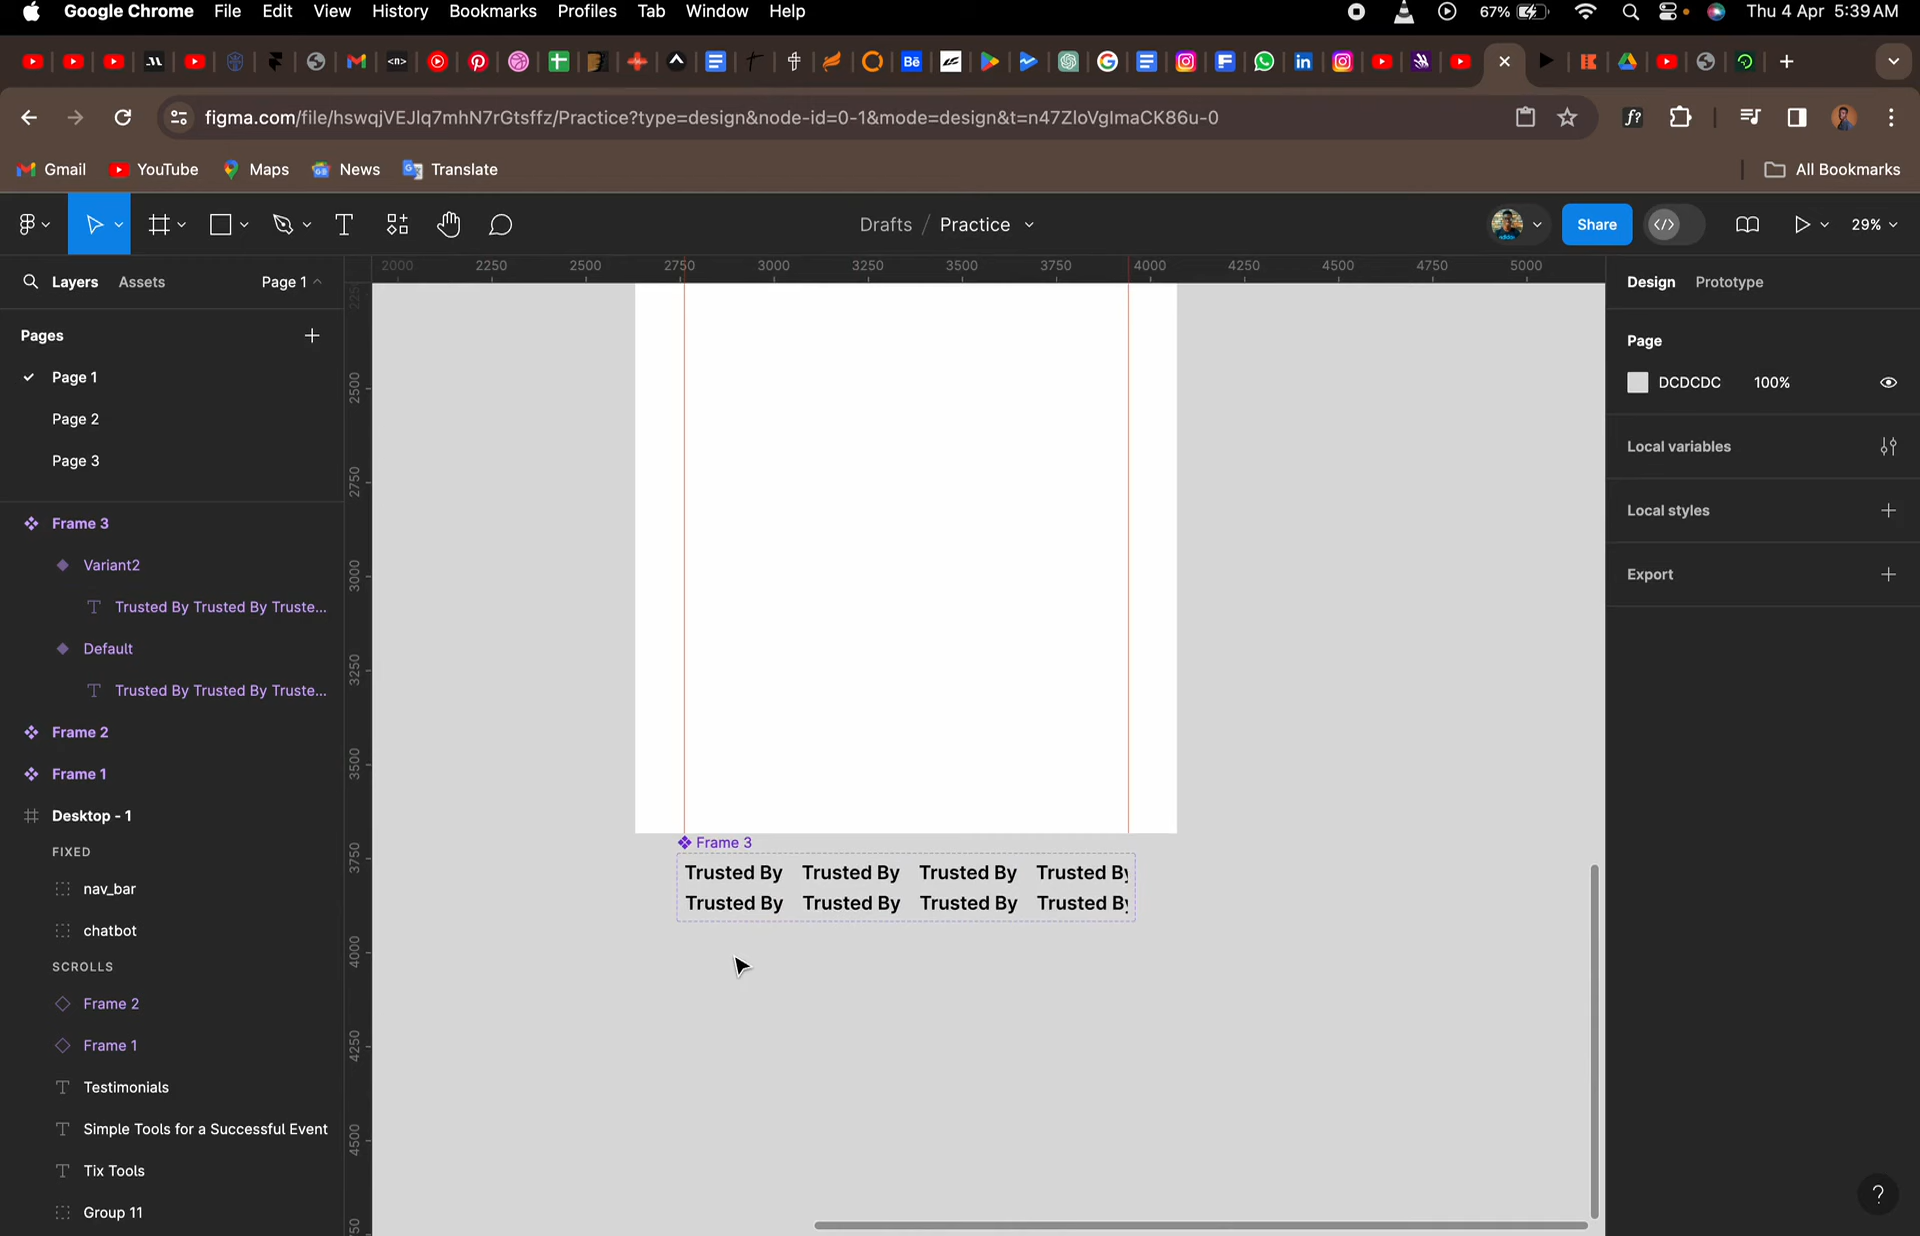 Google Chrome File Edit View History Bookmarks Profiles Tab Window Help 67% Thu 4 Apr 5:39 AM
figma.com/file/hswqjVEJlq7mhN7rGtsffz/Practice?type=design&node-id=0-1&mode=design&t=n47ZloVglmaCK86u-0
Gmail YouTube Maps News Translate All Bookmarks
Drafts / Practice Share 29%
Layers Assets Page 1
2000 2250 2500 2750 3000 3250 3500 3750 4000 4250 4500 4750 5000
Design Prototype
Pages
Page 1
Page 2
Page 3
Frame 3
Variant2
Trusted By Trusted By Truste...
Default
Trusted By Trusted By Truste...
Frame 2
Frame 1
Desktop - 1
FIXED
nav_bar
chatbot
SCROLLS
Frame 2
Frame 1
Testimonials
Simple Tools for a Successful Event
Tix Tools
Group 11
2500
2750
3000
3250
3500
3750
4000
4250
4500
Frame 3
Trusted By Trusted By Trusted By Trusted By
Trusted By Trusted By Trusted By Trusted By
Page
DCDCDC 100%
Local variables
Local styles
Export
?